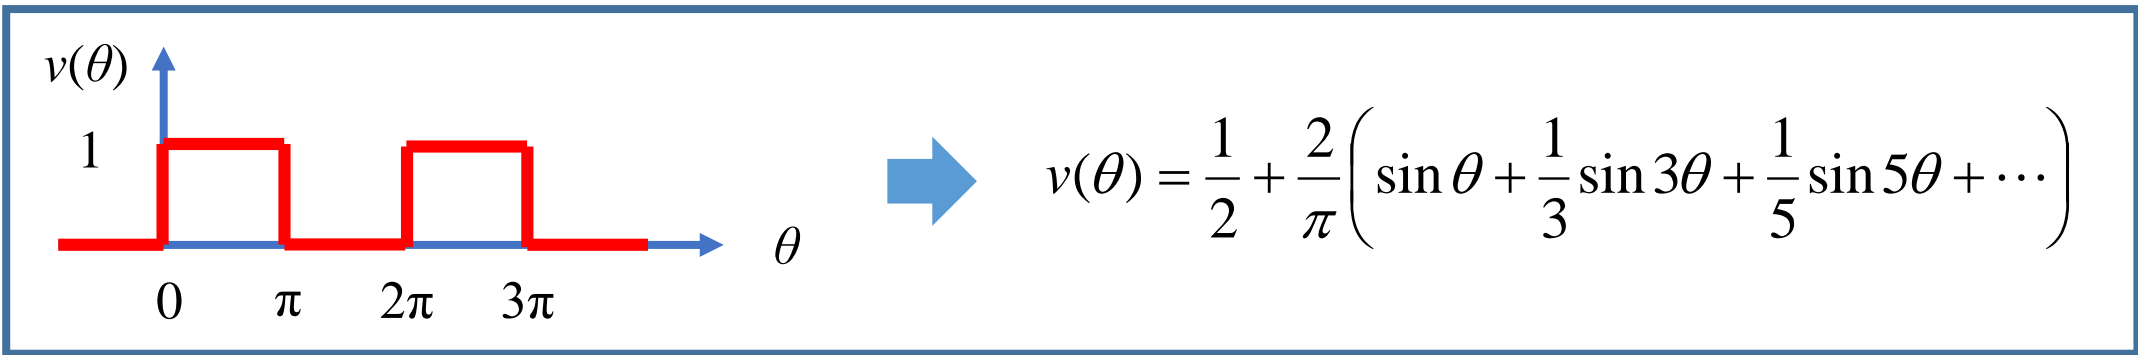 v(θ)
1
0 π 2π 3π
θ
v(θ) = 1/2 + 2/π ( sin θ + 1/3 sin 3θ + 1/5 sin 5θ + ⋯ )